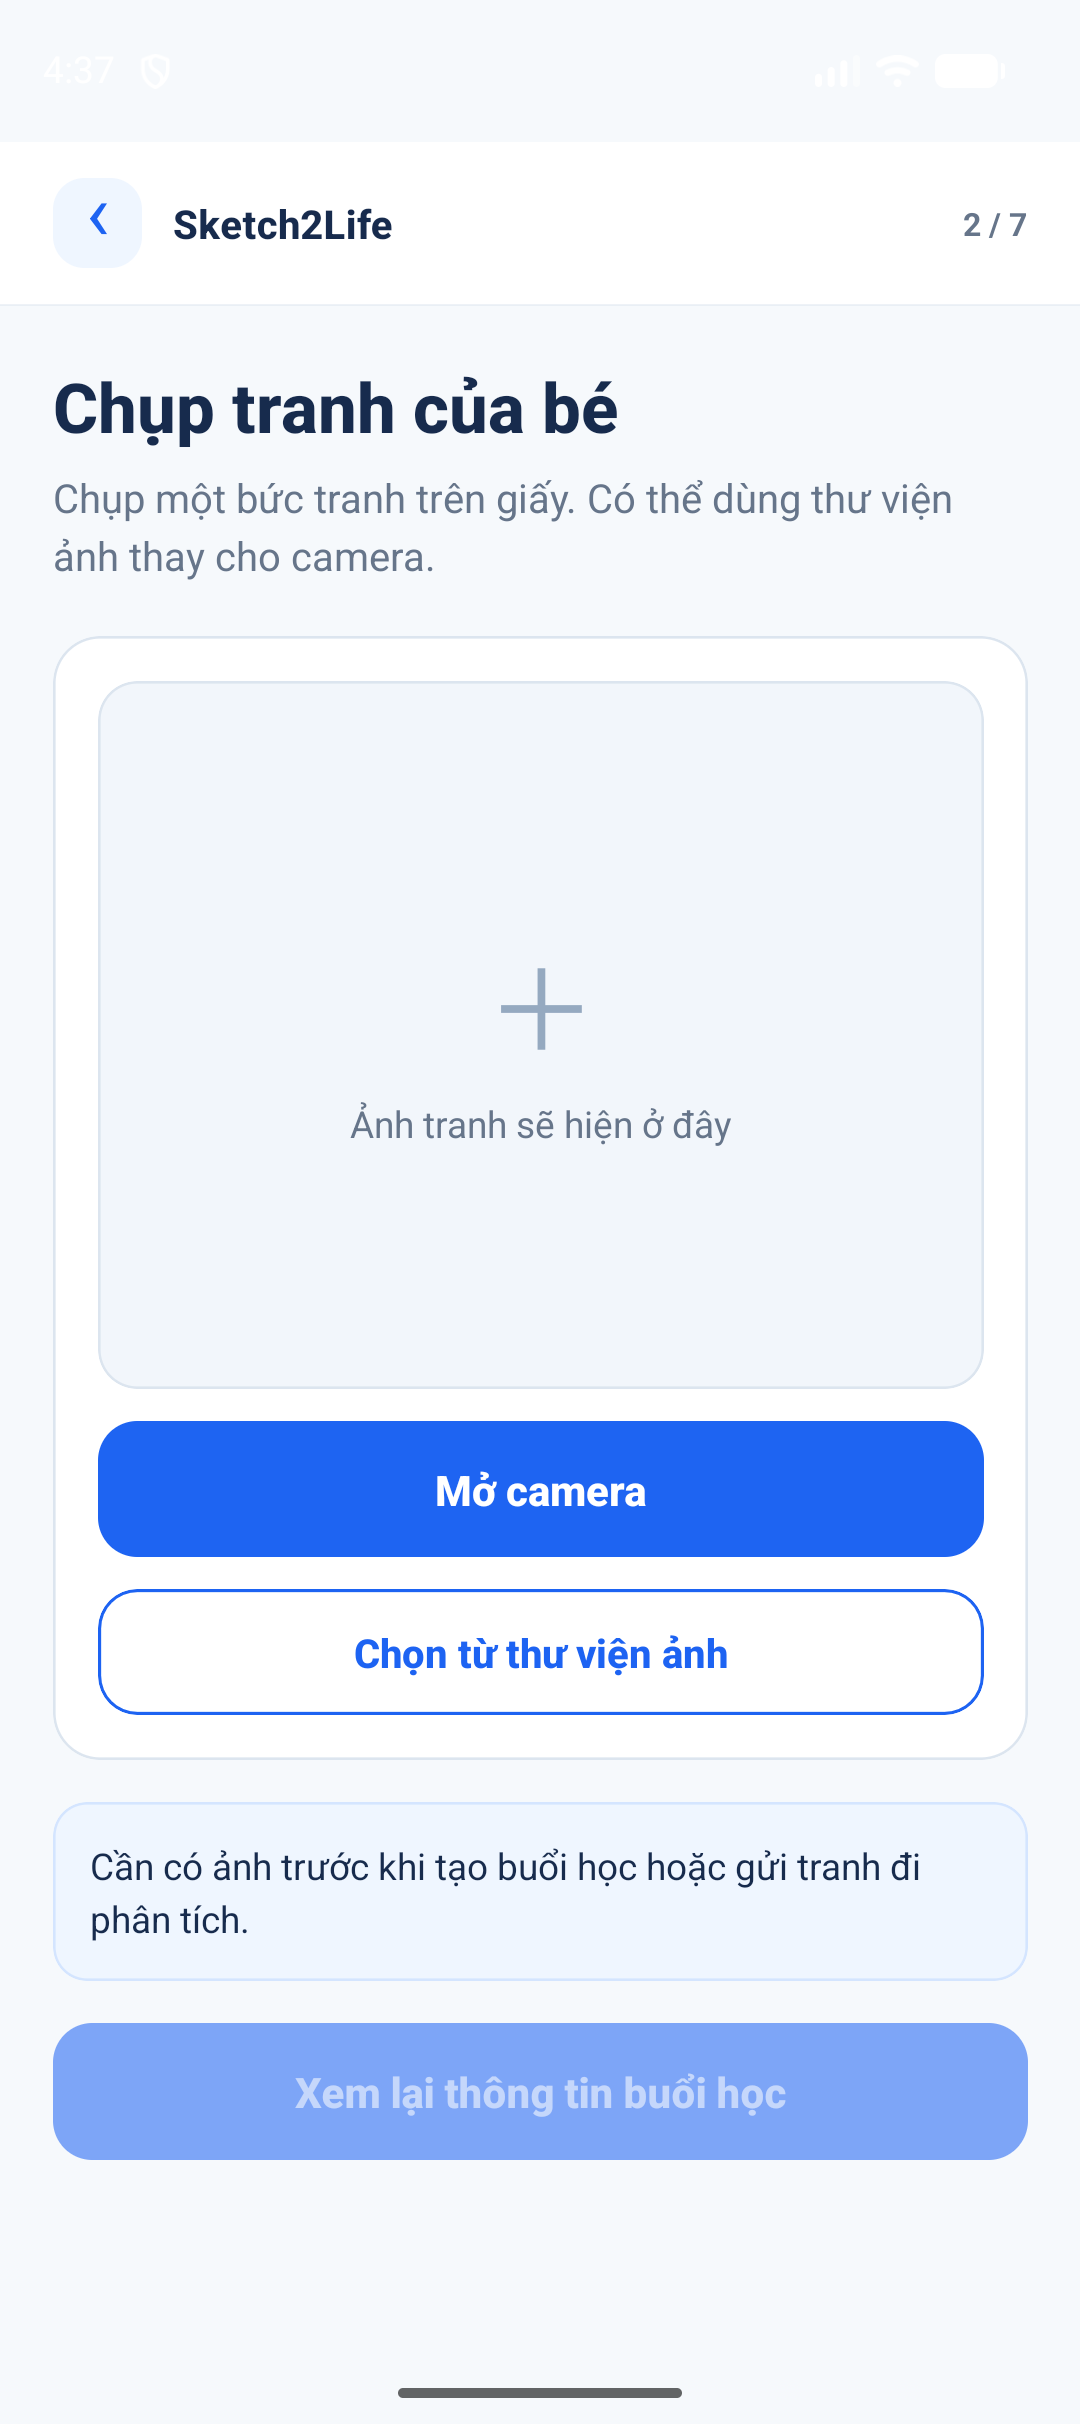 4:37
Sketch2Life
2 / 7
Chụp tranh của bé
Chụp một bức tranh trên giấy. Có thể dùng thư viện
ảnh thay cho camera.
Ảnh tranh sẽ hiện ở đây
Mở camera
Chọn từ thư viện ảnh
Cần có ảnh trước khi tạo buổi học hoặc gửi tranh đi
phân tích.
Xem lại thông tin buổi học